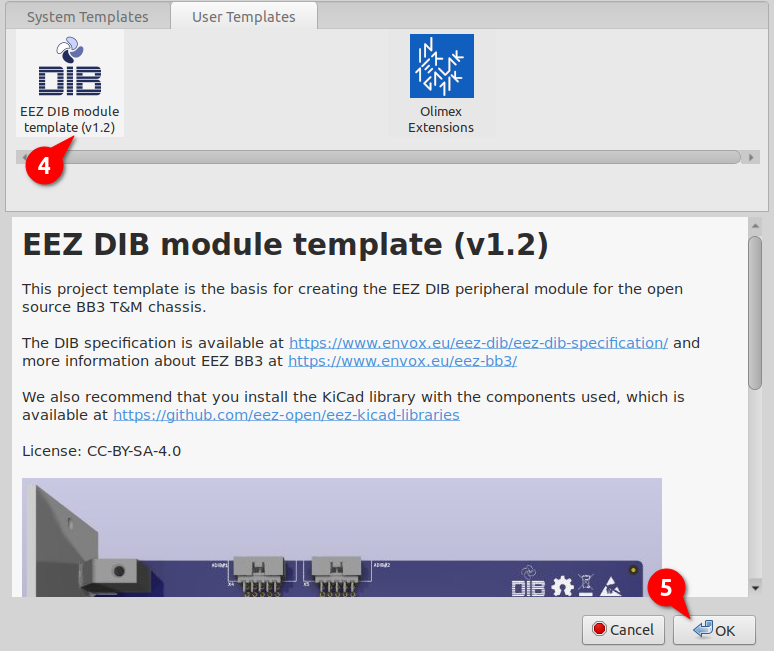 System Templates
User Templates
DIB
EEZ DIB module
template (v1.2)
Olimex
Extensions
4
EEZ DIB module template (v1.2)
This project template is the basis for creating the EEZ DIB peripheral module for the open
source BB3 T&M chassis.
The DIB specification is available at https://www.envox.eu/eez-dib/eez-dib-specification/ and
more information about EEZ BB3 at https://www.envox.eu/eez-bb3/
We also recommend that you install the KiCad library with the components used, which is
available at https://github.com/eez-open/eez-kicad-libraries
License: CC-BY-SA-4.0
X4
X5
DIB
5
Cancel
OK